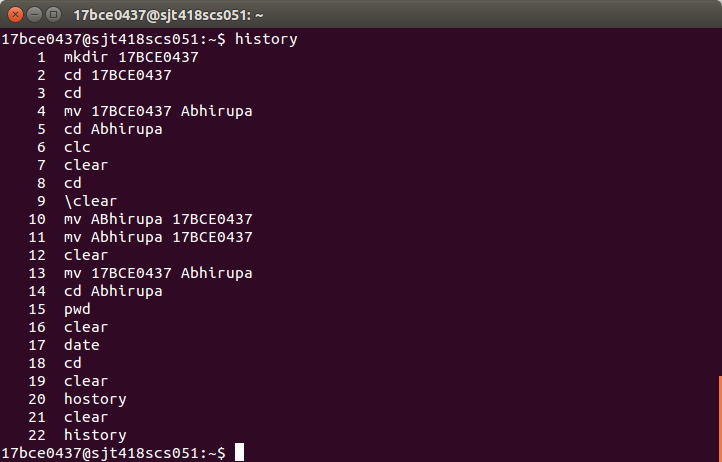 17bce0437@sjt418scs051: ~
17bce0437@sjt418scs051:~$ history
1 mkdir 17BCE0437
2 cd 17BCE0437
3 cd
4 mv 17BCE0437 Abhirupa
5 cd Abhirupa
6 clc
7 clear
8 cd
9 \clear
10 mv ABhirupa 17BCE0437
11 mv Abhirupa 17BCE0437
12 clear
13 mv 17BCE0437 Abhirupa
14 cd Abhirupa
15 pwd
16 clear
17 date
18 cd
19 clear
20 hostory
21 clear
22 history
17bce0437@sjt418scs051:~$